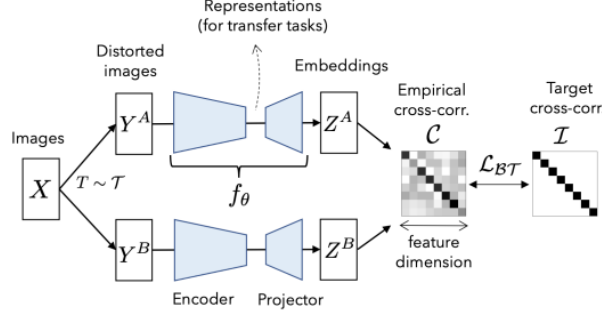 Representations
(for transfer tasks)
Distorted
images
Embeddings
Empirical
cross-corr.
Target
cross-corr
Images
Y^A
Z^A
C
I
X
T ~ T
f_θ
L_BT
Y^B
Z^B
feature
dimension
Encoder
Projector